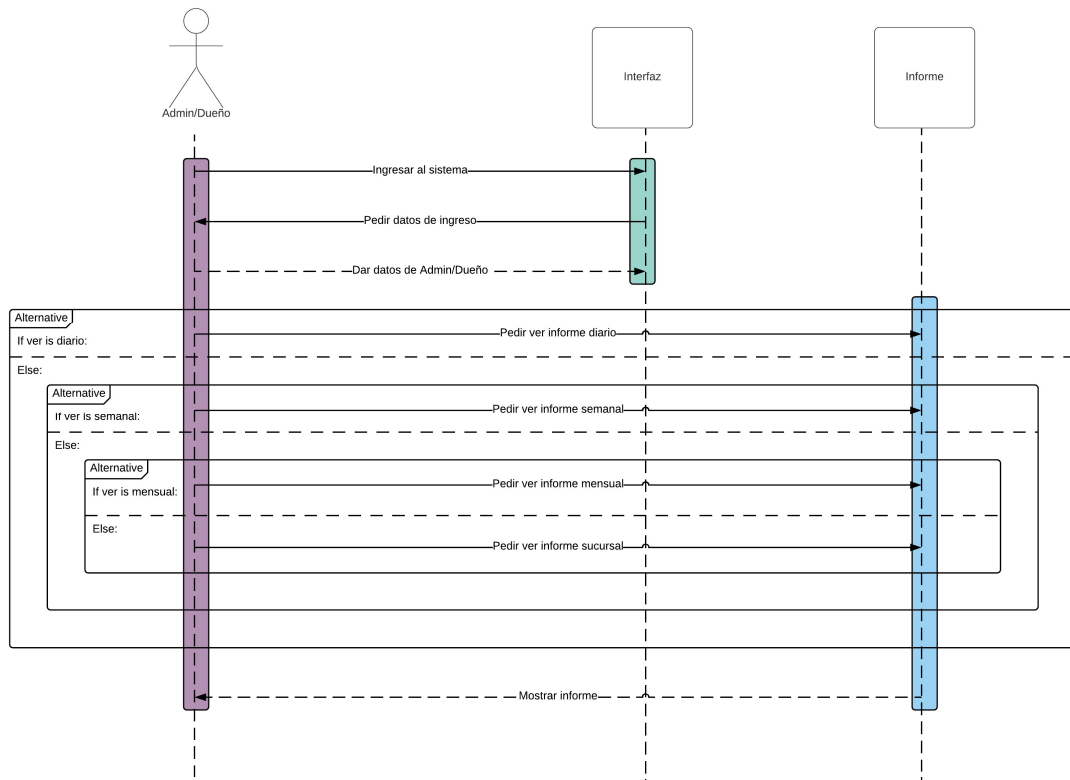 Admin/Dueño
Interfaz
Informe
Ingresar al sistema
Pedir datos de ingreso
Dar datos de Admin/Dueño
Alternative
If ver is diario:
Pedir ver informe diario
Else:
Alternative
If ver is semanal:
Pedir ver informe semanal
Else:
Alternative
If ver is mensual:
Pedir ver informe mensual
Else:
Pedir ver informe sucursal
Mostrar informe